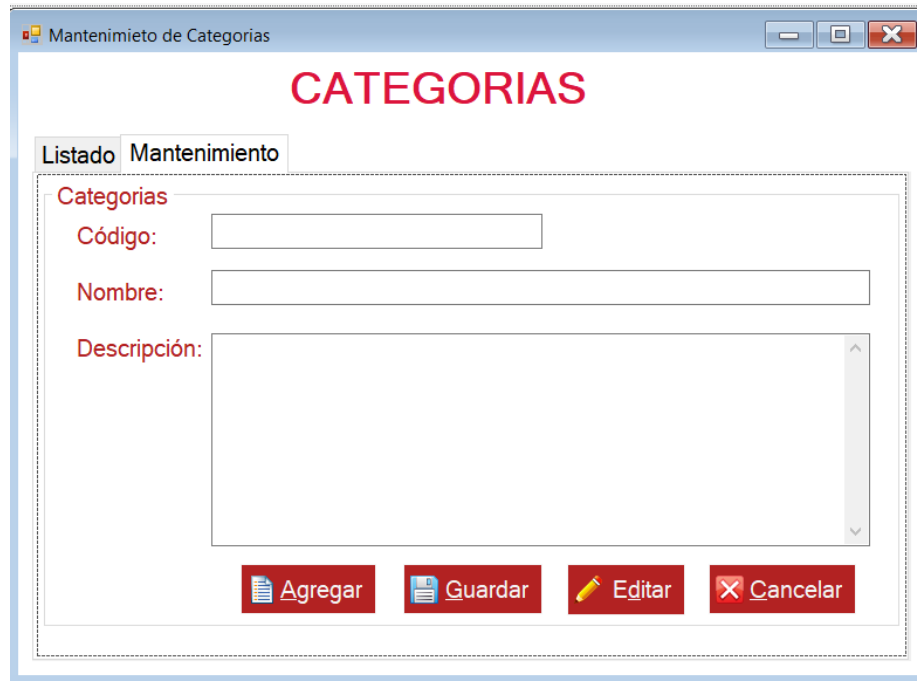 Mantenimieto de Categorias
CATEGORIAS
Listado Mantenimiento
Categorias
Código:
Nombre:
Descripción:
Agregar Guardar Editar Cancelar